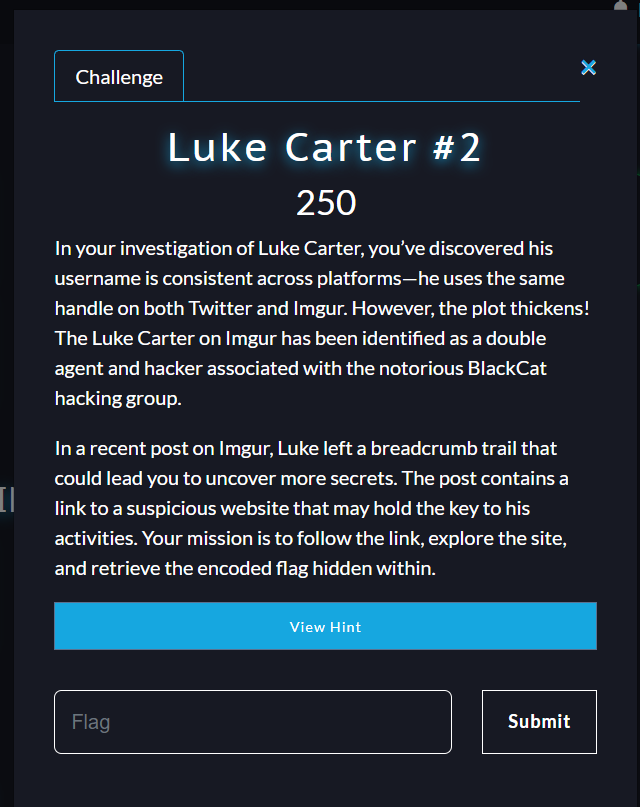 Challenge
Luke Carter #2
250
In your investigation of Luke Carter, you’ve discovered his
username is consistent across platforms—he uses the same
handle on both Twitter and Imgur. However, the plot thickens!
The Luke Carter on Imgur has been identified as a double
agent and hacker associated with the notorious BlackCat
hacking group.
In a recent post on Imgur, Luke left a breadcrumb trail that
could lead you to uncover more secrets. The post contains a
link to a suspicious website that may hold the key to his
activities. Your mission is to follow the link, explore the site,
and retrieve the encoded flag hidden within.
View Hint
Flag
Submit